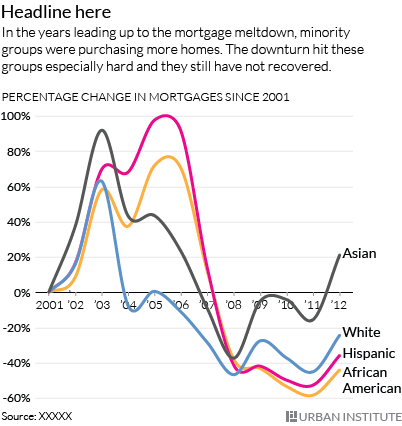 Headline here
In the years leading up to the mortgage meltdown, minority
groups were purchasing more homes. The downturn hit these
groups especially hard and they still have not recovered.
PERCENTAGE CHANGE IN MORTGAGES SINCE 2001
100%
80%
60%
40%
20%
0%
-20%
-40%
-60%
2001 '02 '03 '04 '05 '06 '07 '08 '09 '10 '11 '12
Asian
White
Hispanic
African
American
Source: XXXXX
URBAN INSTITUTE